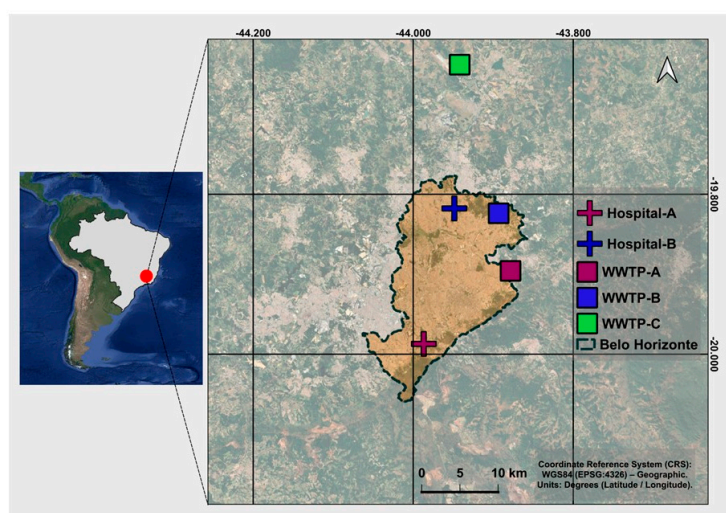 -44.200
-44.000
-43.800
-19.800
Hospital-A
Hospital-B
WWTP-A
WWTP-B
WWTP-C
Belo Horizonte
-20.000
0 5 10 km
Coordinate Reference System (CRS):
WGS84 (EPSG:4326) – Geographic.
Units: Degrees (Latitude / Longitude).